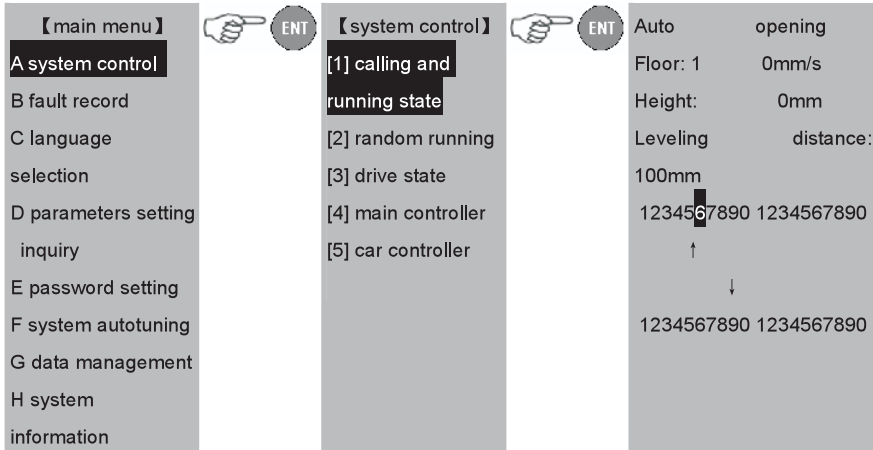 【main menu】
A system control
B fault record
C language
selection
D parameters setting
inquiry
E password setting
F system autotuning
G data management
H system
information
ENT
【system control】
[1] calling and
running state
[2] random running
[3] drive state
[4] main controller
[5] car controller
ENT
Auto opening
Floor: 1 0mm/s
Height: 0mm
Leveling distance:
100mm
1234567890 1234567890
↑
↓
1234567890 1234567890